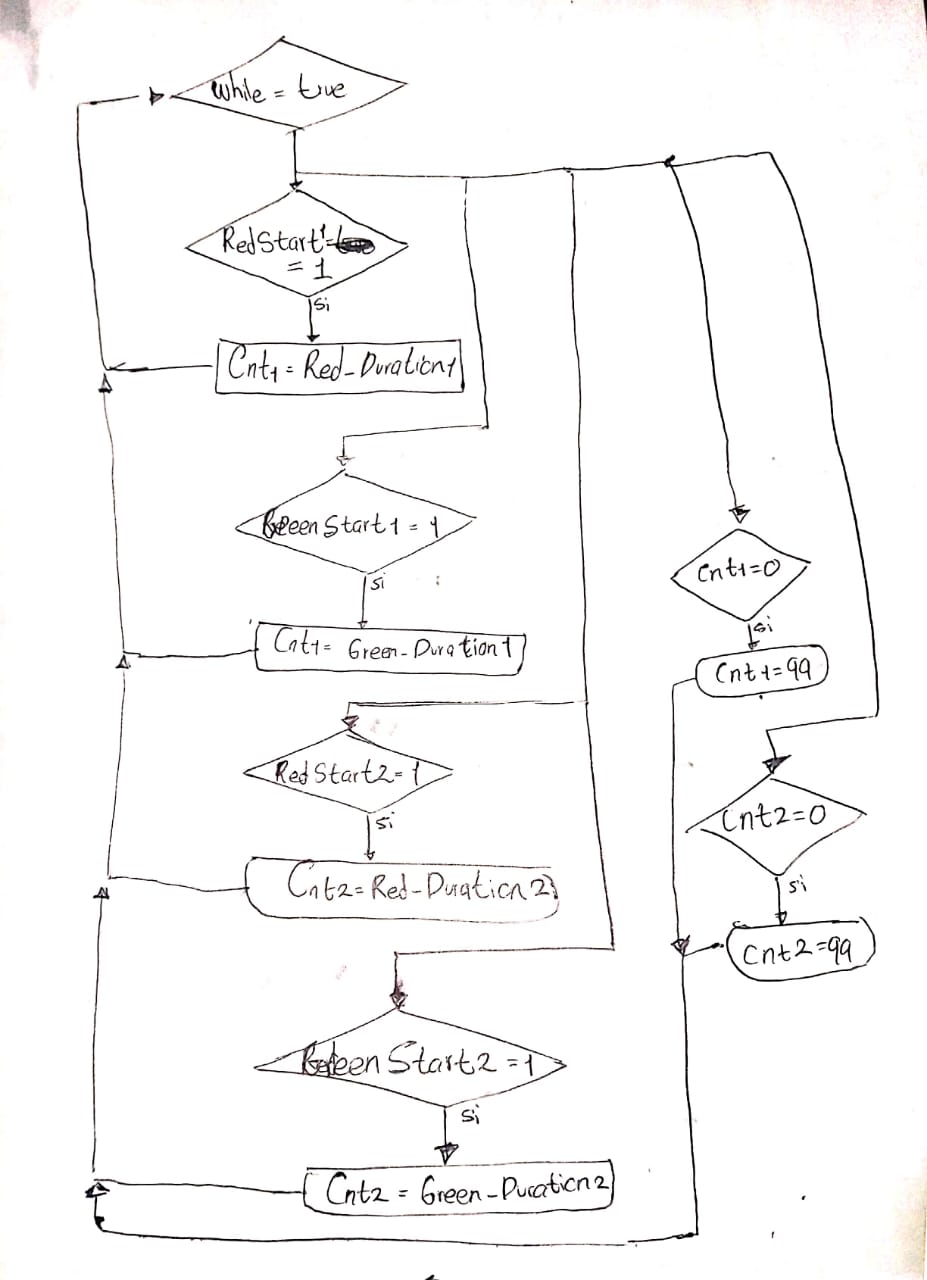 while = true
RedStart1=
= 1
si
Cnt1 = Red-Duration1
Green Start1 = 1
si
Cnt1= Green-Duration1
Red Start2=1
si
Cnt2=Red-Duration2
Green Start2 =1
si
Cnt2 = Green-Duration2
Cnt1=0
si
Cnt1=99
Cnt2=0
si
Cnt2=99